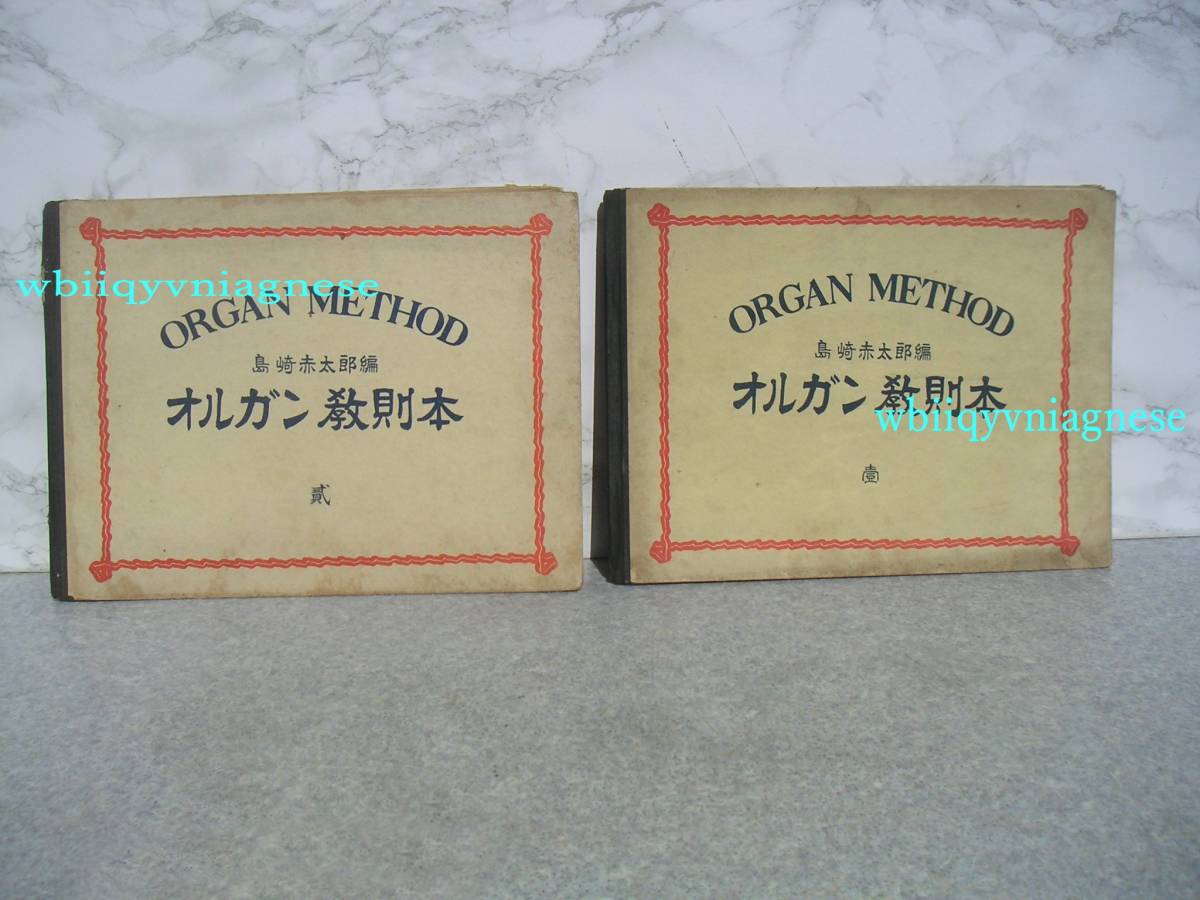 ORGAN METHOD
島崎赤太郎編
オルガン教則本
貳
wbiiqyvniagnese
ORGAN METHOD
島崎赤太郎編
オルガン教則本
壹
wbiiqyvniagnese